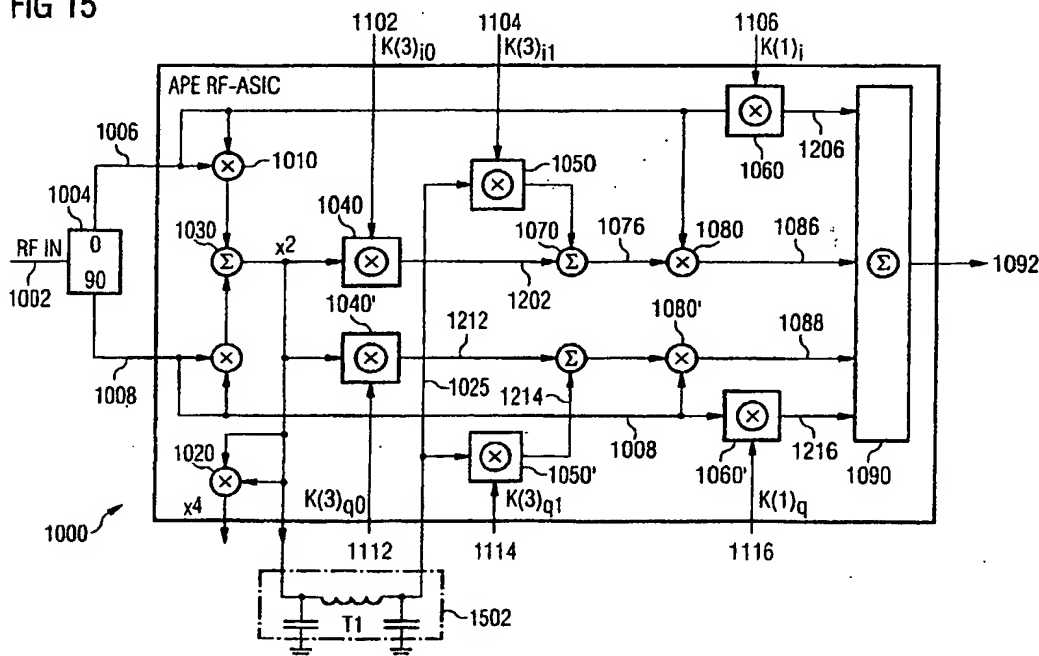 FIG 15
1102
K(3)i0
1104
K(3)i1
1106
K(1)i
APE RF-ASIC
1006
1010
1050
1060
1206
1004
0
90
RF IN
1002
1030
Σ
x2
1040
1202
1070
Σ
1076
1080
1086
Σ
1092
1040'
1212
Σ
1080'
1088
1008
1025
1214
1008
1216
1020
x4
1050'
1060'
1090
K(3)q0
K(3)q1
K(1)q
1000
1112
1114
1116
T1
1502